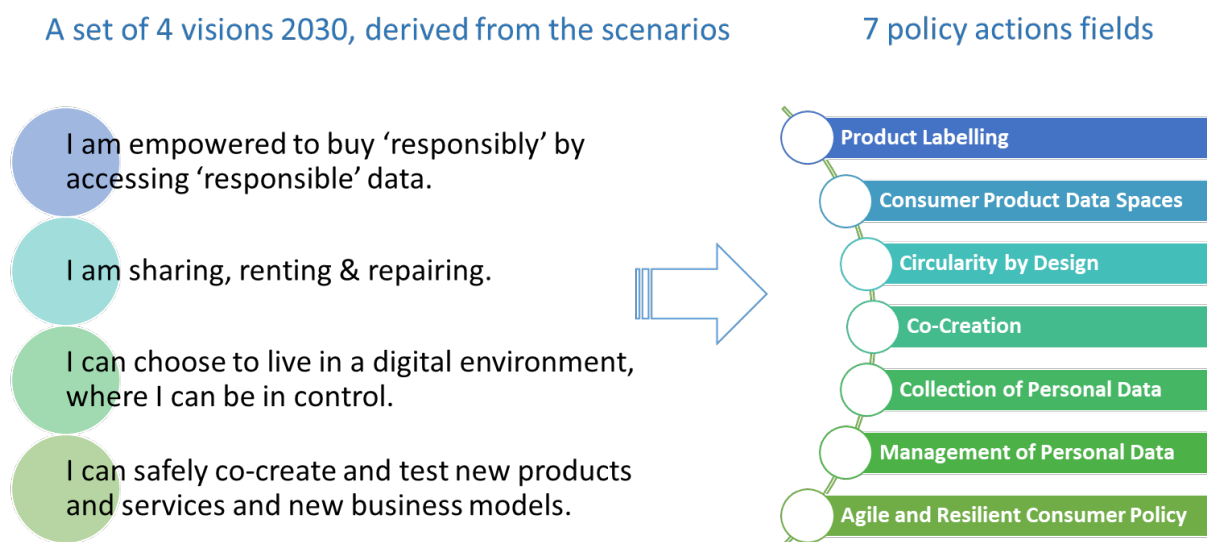 A set of 4 visions 2030, derived from the scenarios
7 policy actions fields
I am empowered to buy ‘responsibly’ by
accessing ‘responsible’ data.
I am sharing, renting & repairing.
I can choose to live in a digital environment,
where I can be in control.
I can safely co-create and test new products
and services and new business models.
Product Labelling
Consumer Product Data Spaces
Circularity by Design
Co-Creation
Collection of Personal Data
Management of Personal Data
Agile and Resilient Consumer Policy